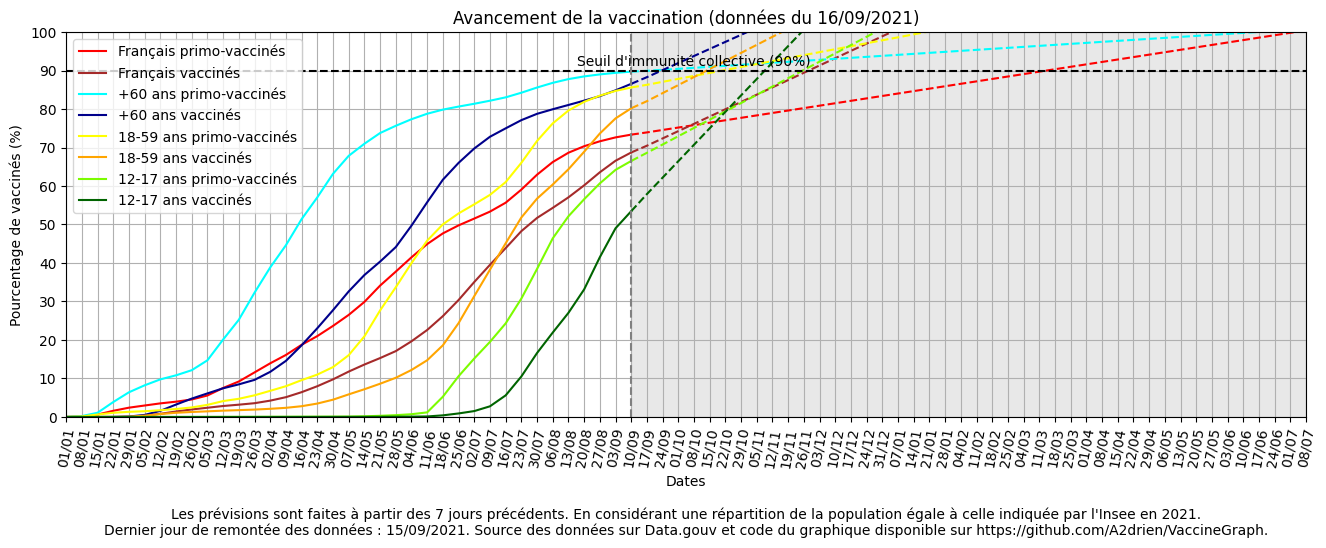 Avancement de la vaccination (données du 16/09/2021)
Pourcentage de vaccinés (%)
100
90
80
70
60
50
40
30
20
10
0
Français primo-vaccinés
Français vaccinés
+60 ans primo-vaccinés
+60 ans vaccinés
18-59 ans primo-vaccinés
18-59 ans vaccinés
12-17 ans primo-vaccinés
12-17 ans vaccinés
Seuil d'immunité collective (90%)
01/01 08/01 15/01 22/01 29/01 05/02 12/02 19/02 26/02 05/03 12/03 19/03 26/03 02/04 09/04 16/04 23/04 30/04 07/05 14/05 21/05 28/05 04/06 11/06 18/06 25/06 02/07 09/07 16/07 23/07 30/07 06/08 13/08 20/08 27/08 03/09 10/09 17/09 24/09 01/10 08/10 15/10 22/10 29/10 05/11 12/11 19/11 26/11 03/12 10/12 17/12 24/12 31/12 07/01 14/01 21/01 28/01 04/02 11/02 18/02 25/02 04/03 11/03 18/03 25/03 01/04 08/04 15/04 22/04 29/04 06/05 13/05 20/05 27/05 03/06 10/06 17/06 24/06 01/07 08/07
Dates
Les prévisions sont faites à partir des 7 jours précédents. En considérant une répartition de la population égale à celle indiquée par l'Insee en 2021.
Dernier jour de remontée des données : 15/09/2021. Source des données sur Data.gouv et code du graphique disponible sur https://github.com/A2drien/VaccineGraph.